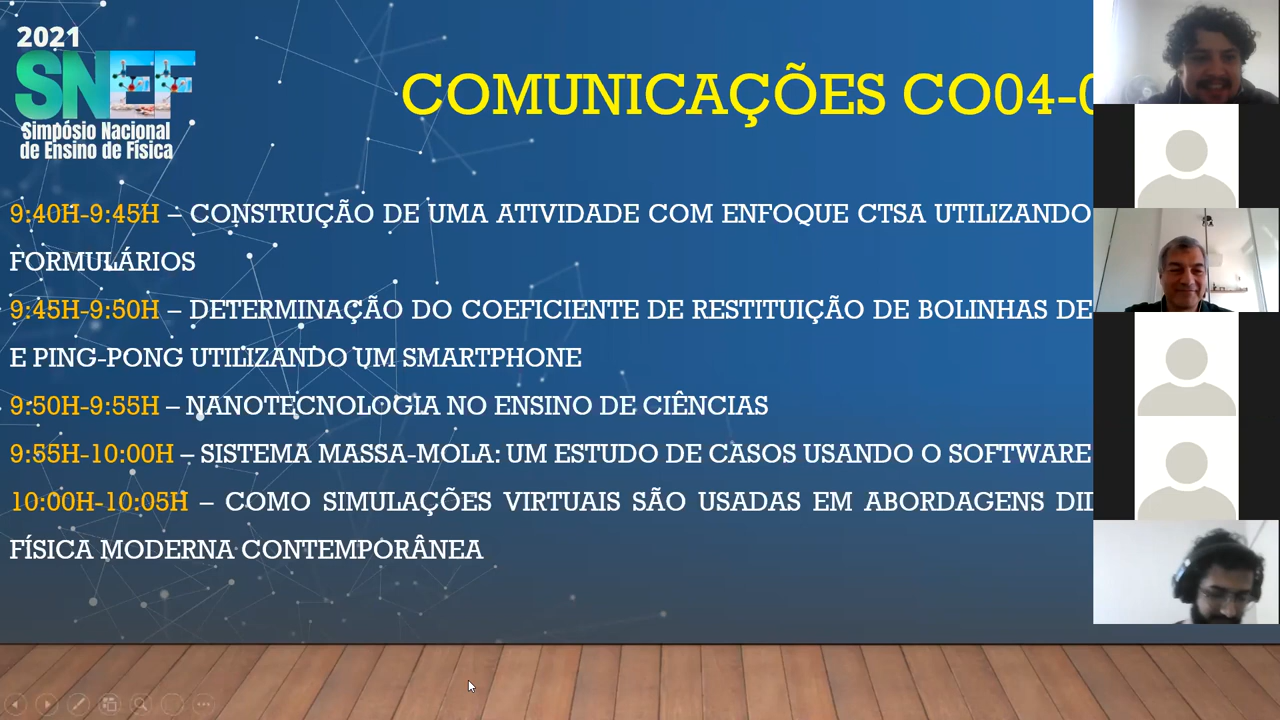 2021
SNEF
Simpósio Nacional
de Ensino de Física
COMUNICAÇÕES CO04-0
9:40H-9:45H – CONSTRUÇÃO DE UMA ATIVIDADE COM ENFOQUE CTSA UTILIZANDO
FORMULÁRIOS
9:45H-9:50H – DETERMINAÇÃO DO COEFICIENTE DE RESTITUIÇÃO DE BOLINHAS DE
E PING-PONG UTILIZANDO UM SMARTPHONE
9:50H-9:55H – NANOTECNOLOGIA NO ENSINO DE CIÊNCIAS
9:55H-10:00H – SISTEMA MASSA-MOLA: UM ESTUDO DE CASOS USANDO O SOFTWARE
10:00H-10:05H – COMO SIMULAÇÕES VIRTUAIS SÃO USADAS EM ABORDAGENS
FÍSICA MODERNA CONTEMPORÂNEA